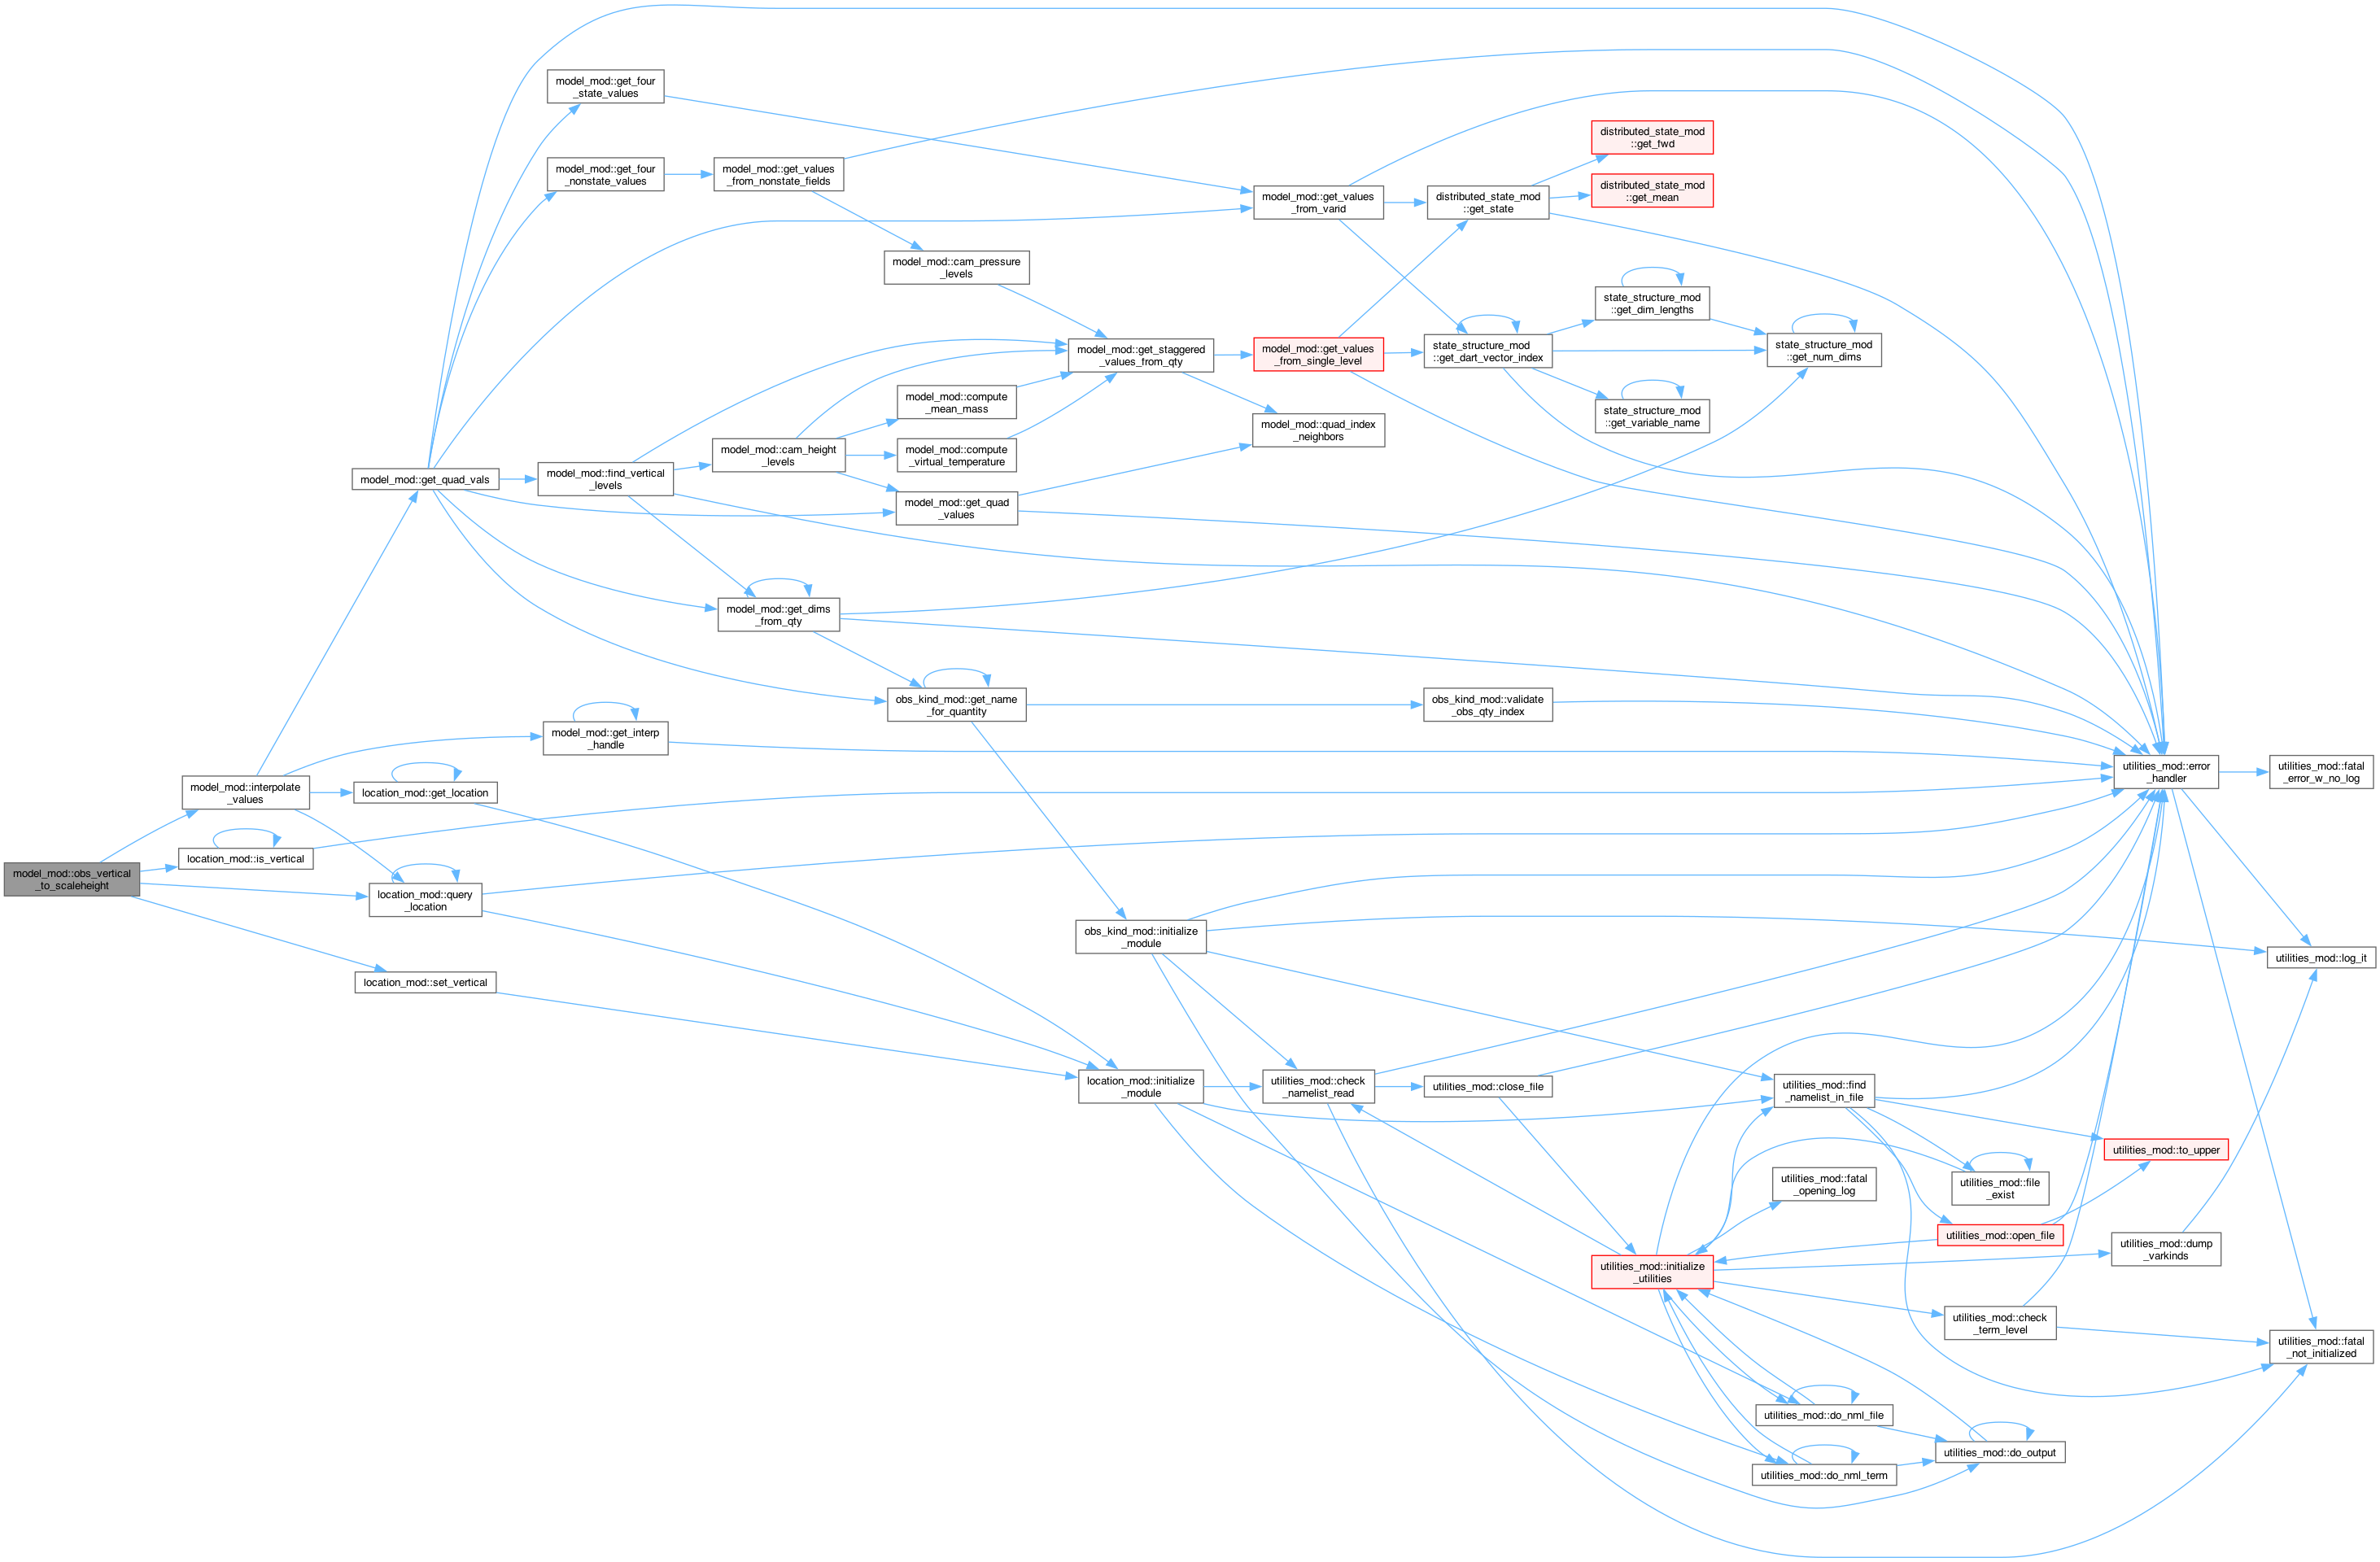 model_mod::get_four
_state_values
distributed_state_mod
::get_fwd
model_mod::get_four
_nonstate_values
model_mod::get_values
_from_nonstate_fields
distributed_state_mod
::get_mean
model_mod::get_values
_from_varid
distributed_state_mod
::get_state
model_mod::cam_pressure
_levels
state_structure_mod
::get_dim_lengths
model_mod::get_staggered
_values_from_qty
model_mod::get_values
_from_single_level
state_structure_mod
::get_dart_vector_index
state_structure_mod
::get_num_dims
model_mod::compute
_mean_mass
state_structure_mod
::get_variable_name
model_mod::quad_index
_neighbors
model_mod::cam_height
_levels
model_mod::compute
_virtual_temperature
model_mod::get_quad_vals
model_mod::find_vertical
_levels
model_mod::get_quad
_values
model_mod::get_dims
_from_qty
obs_kind_mod::get_name
_for_quantity
obs_kind_mod::validate
_obs_qty_index
model_mod::get_interp
_handle
utilities_mod::error
_handler
utilities_mod::fatal
_error_w_no_log
model_mod::interpolate
_values
location_mod::get_location
location_mod::is_vertical
model_mod::obs_vertical
_to_scaleheight
location_mod::query
_location
obs_kind_mod::initialize
_module
utilities_mod::log_it
location_mod::set_vertical
location_mod::initialize
_module
utilities_mod::check
_namelist_read
utilities_mod::close_file
utilities_mod::find
_namelist_in_file
utilities_mod::to_upper
utilities_mod::fatal
_opening_log
utilities_mod::file
_exist
utilities_mod::open_file
utilities_mod::dump
_varkinds
utilities_mod::initialize
_utilities
utilities_mod::check
_term_level
utilities_mod::fatal
_not_initialized
utilities_mod::do_nml_file
utilities_mod::do_output
utilities_mod::do_nml_term